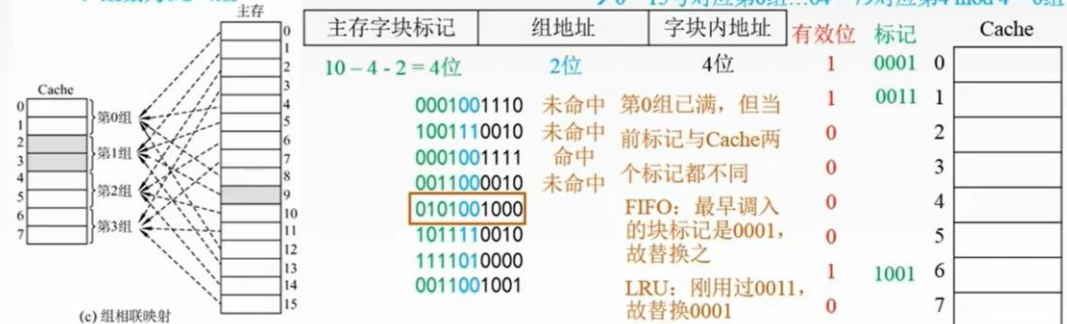 主存
Cache
0
1
2
3
4
5
6
7
第0组
第1组
第2组
第3组
0
1
2
3
4
5
6
7
8
9
10
11
12
13
14
15
(c) 组相联映射
主存字块标记 组地址 字块内地址
10 – 4 - 2 = 4位 2位 4位
0001001110 未命中
1001110010 未命中
0001001111 命中
0011000010 未命中
0101001000
1011110010
1111010000
0011001001
第0组已满，但当
前标记与Cache两
个标记都不同
FIFO：最早调入
的块标记是0001，
故替换之
LRU：刚用过0011，
故替换0001
有效位 标记 Cache
1 0001 0
1 0011 1
0 2
0 3
0 4
0 5
1 1001 6
0 7